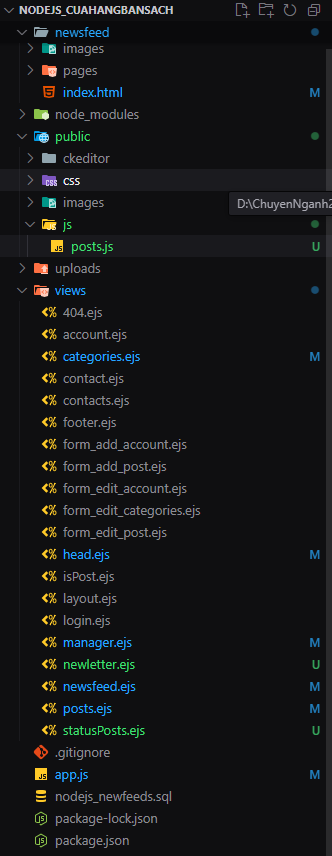 NODEJS_CUAHANGBANSACH
newsfeed
images
pages
index.html M
node_modules
public
ckeditor
css
images
D:\ChuyenNganh2
js
posts.js U
uploads
views
404.ejs
account.ejs
categories.ejs M
contact.ejs
contacts.ejs
footer.ejs
form_add_account.ejs
form_add_post.ejs
form_edit_account.ejs
form_edit_categories.ejs
form_edit_post.ejs
head.ejs M
isPost.ejs
layout.ejs
login.ejs
manager.ejs M
newletter.ejs U
newsfeed.ejs M
posts.ejs M
statusPosts.ejs U
.gitignore
app.js M
nodejs_newfeeds.sql
package-lock.json
package.json